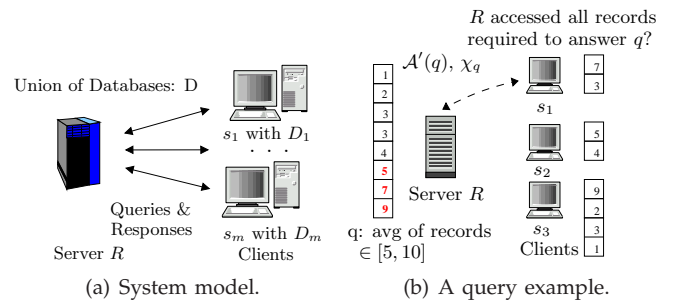 Union of Databases: D
s₁ with D₁
. . .
sₘ with Dₘ
Clients
Queries &
Responses
Server R
(a) System model.
R accessed all records
required to answer q?
A′(q), χ_q
1
2
3
3
4
5
7
9
Server R
q: avg of records
∈ [5, 10]
7
3
s₁
5
4
s₂
9
2
3
1
s₃
Clients
(b) A query example.